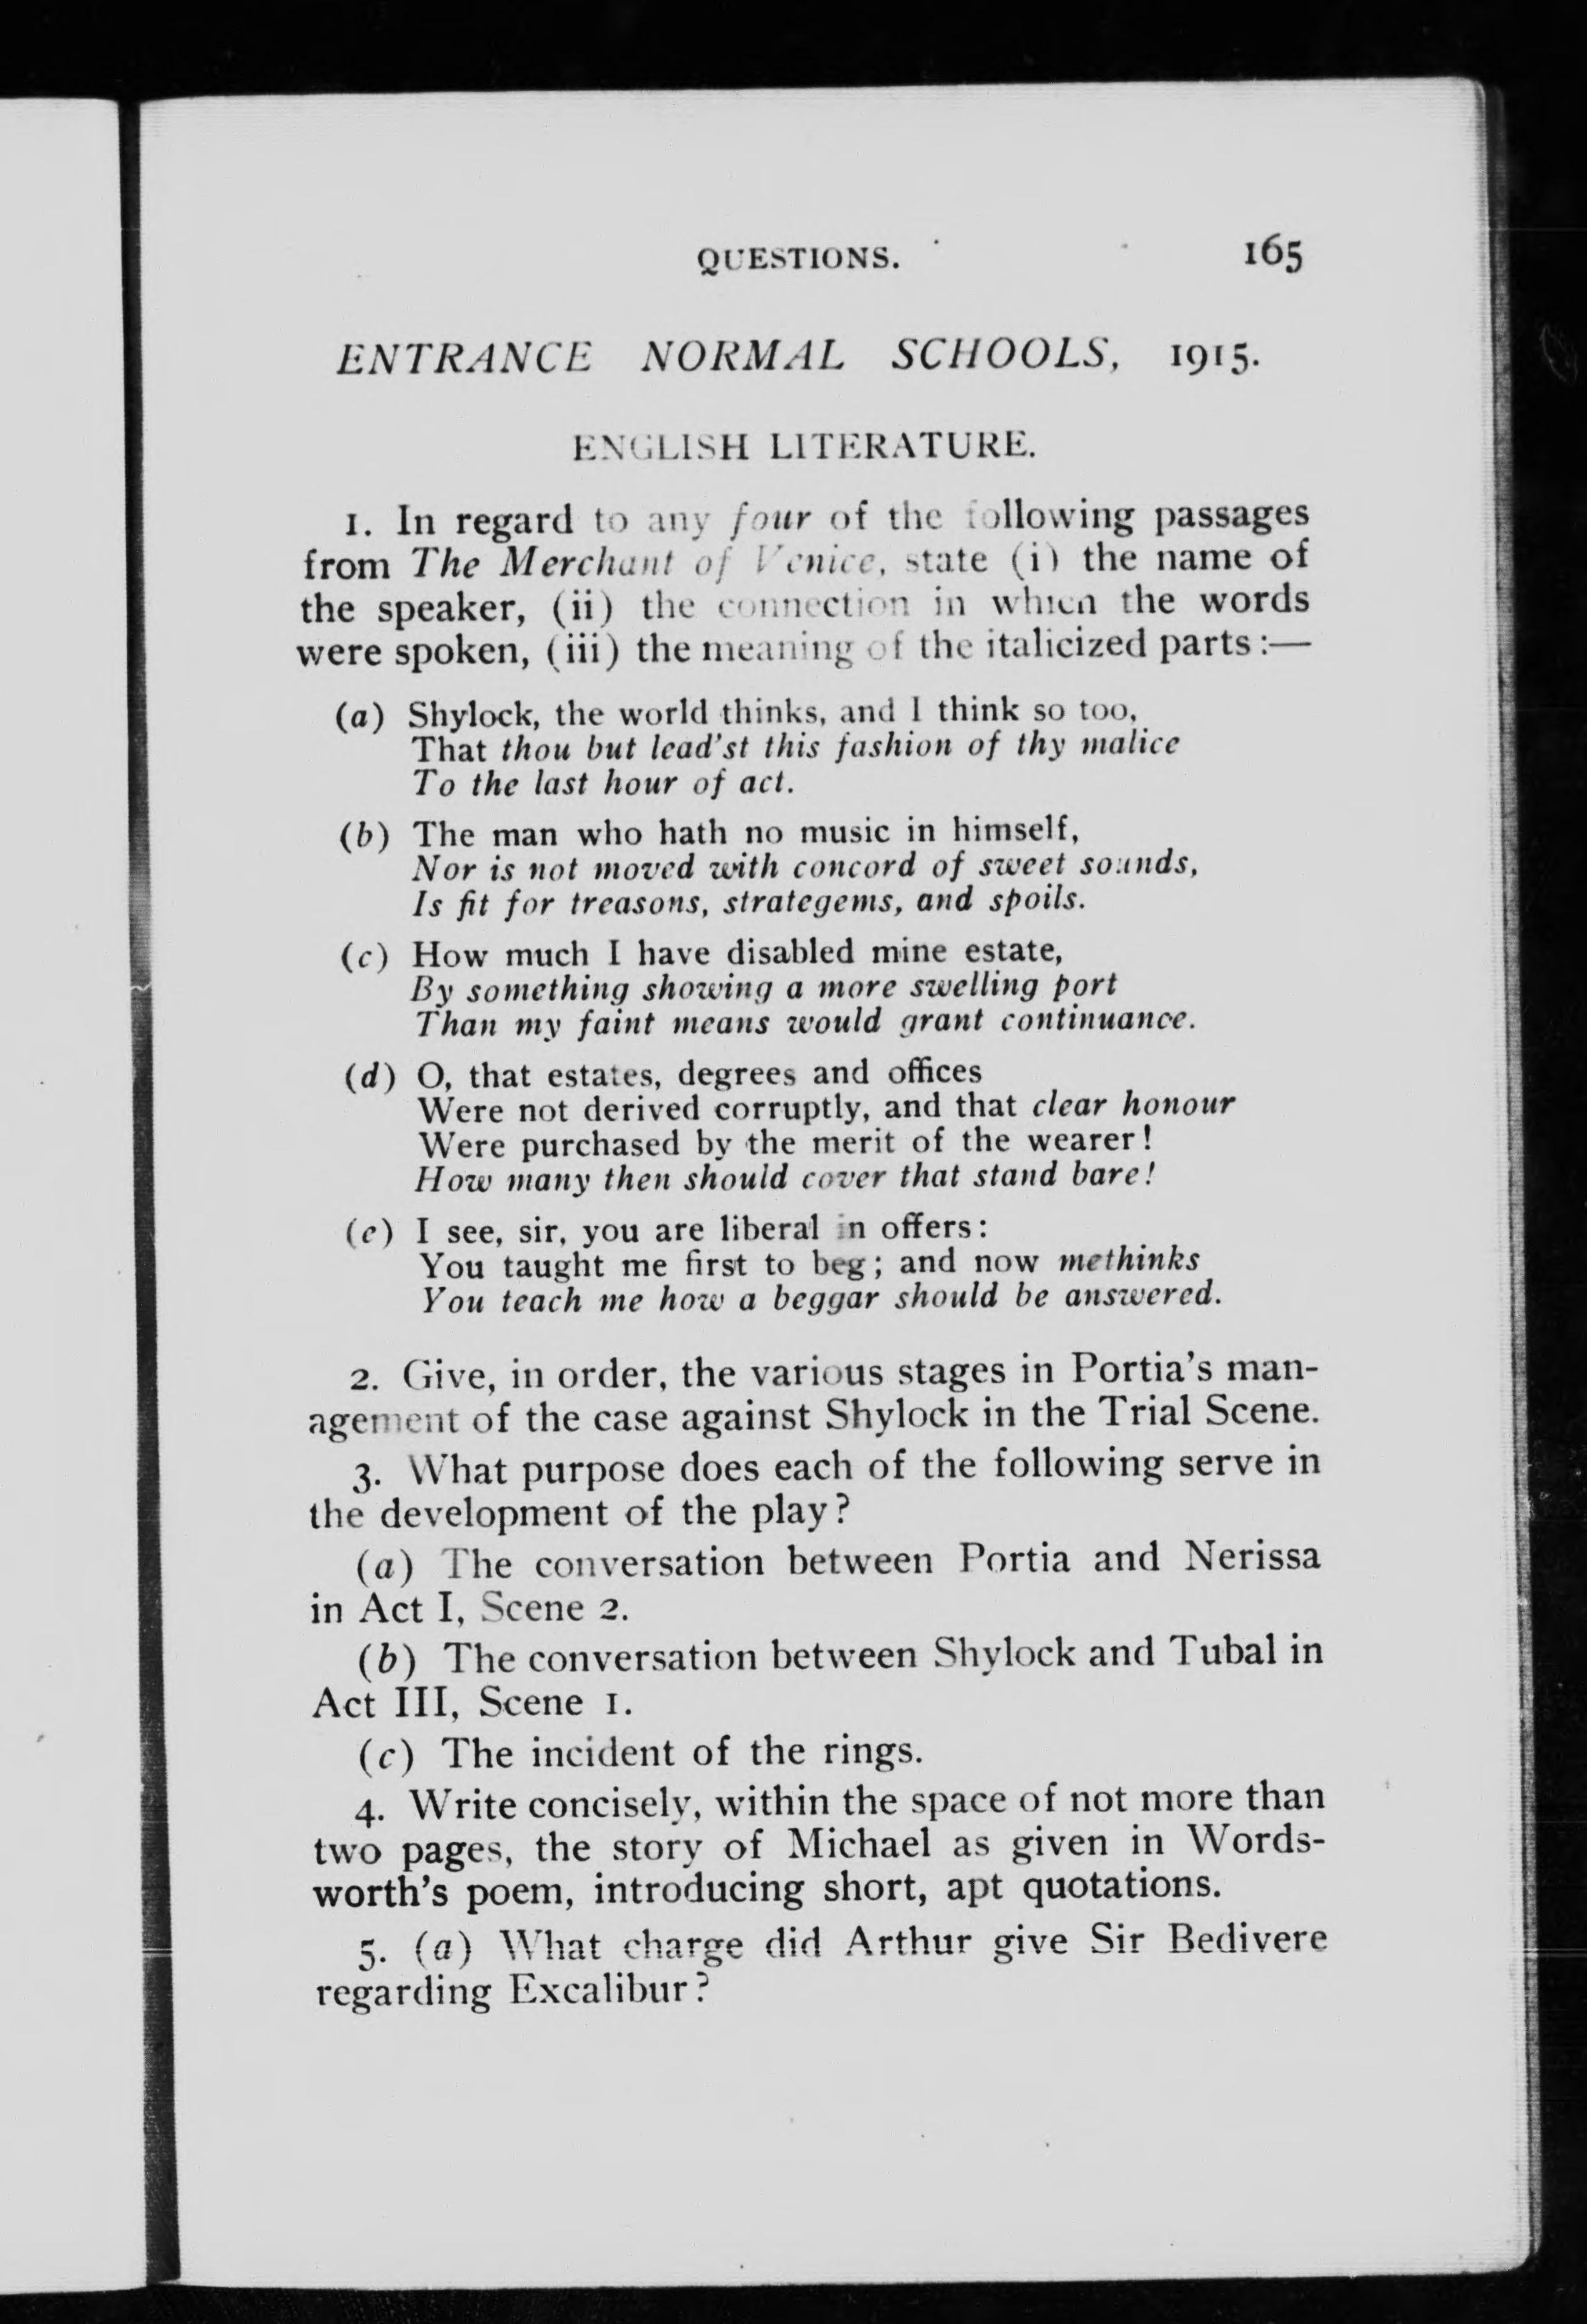 QUESTIONS. 165
ENTRANCE NORMAL SCHOOLS, 1915.
ENGLISH LITERATURE.
1. In regard to any four of the following passages
from The Merchant of Venice, state (i) the name of
the speaker, (ii) the connection in which the words
were spoken, (iii) the meaning of the italicized parts:—
(a) Shylock, the world thinks, and I think so too,
That thou but lead'st this fashion of thy malice
To the last hour of act.
(b) The man who hath no music in himself,
Nor is not moved with concord of sweet sounds,
Is fit for treasons, strategems, and spoils.
(c) How much I have disabled mine estate,
By something showing a more swelling port
Than my faint means would grant continuance.
(d) O, that estates, degrees and offices
Were not derived corruptly, and that clear honour
Were purchased by the merit of the wearer!
How many then should cover that stand bare!
(e) I see, sir, you are liberal in offers:
You taught me first to beg; and now methinks
You teach me how a beggar should be answered.
2. Give, in order, the various stages in Portia's man-
agement of the case against Shylock in the Trial Scene.
3. What purpose does each of the following serve in
the development of the play?
(a) The conversation between Portia and Nerissa
in Act I, Scene 2.
(b) The conversation between Shylock and Tubal in
Act III, Scene 1.
(c) The incident of the rings.
4. Write concisely, within the space of not more than
two pages, the story of Michael as given in Words-
worth's poem, introducing short, apt quotations.
5. (a) What charge did Arthur give Sir Bedivere
regarding Excalibur?